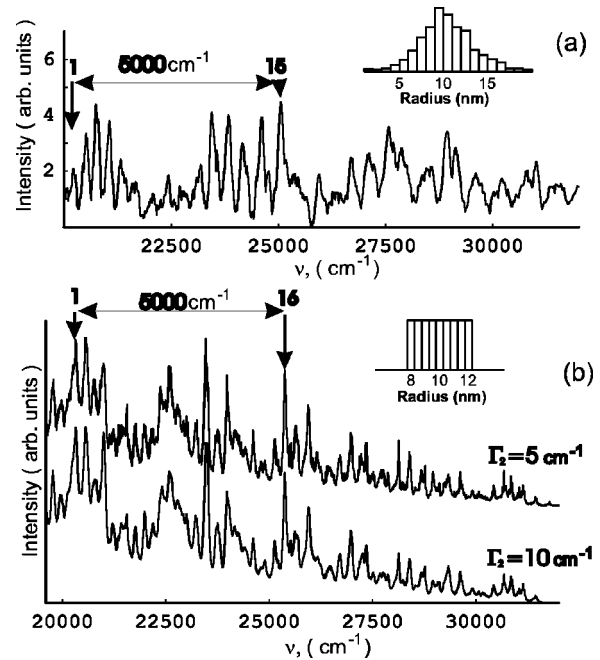 (a)
6
4
2
Intensity ( arb. units )
1
5000cm⁻¹
15
5 10 15
Radius (nm)
22500 25000 27500 30000
ν, ( cm⁻¹ )
(b)
1
5000cm⁻¹
16
8 10 12
Radius (nm)
Intensity ( arb. units )
Γ₂=5 cm⁻¹
Γ₂=10 cm⁻¹
20000 22500 25000 27500 30000
ν, ( cm⁻¹ )